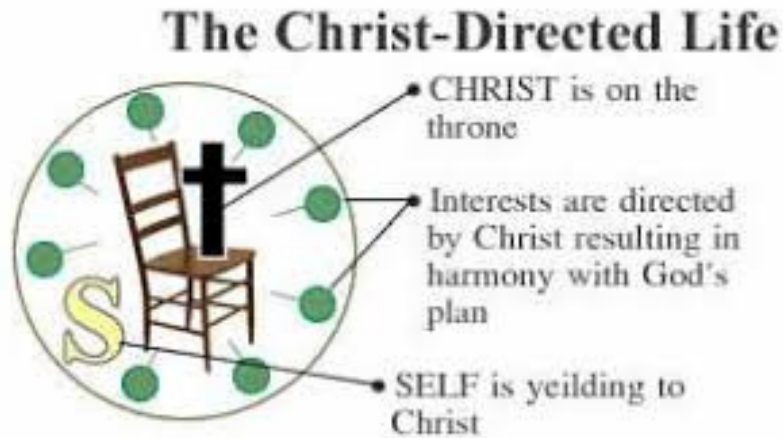 The Christ-Directed Life
CHRIST is on the
throne
Interests are directed
by Christ resulting in
harmony with God's
plan
S
SELF is yeilding to
Christ